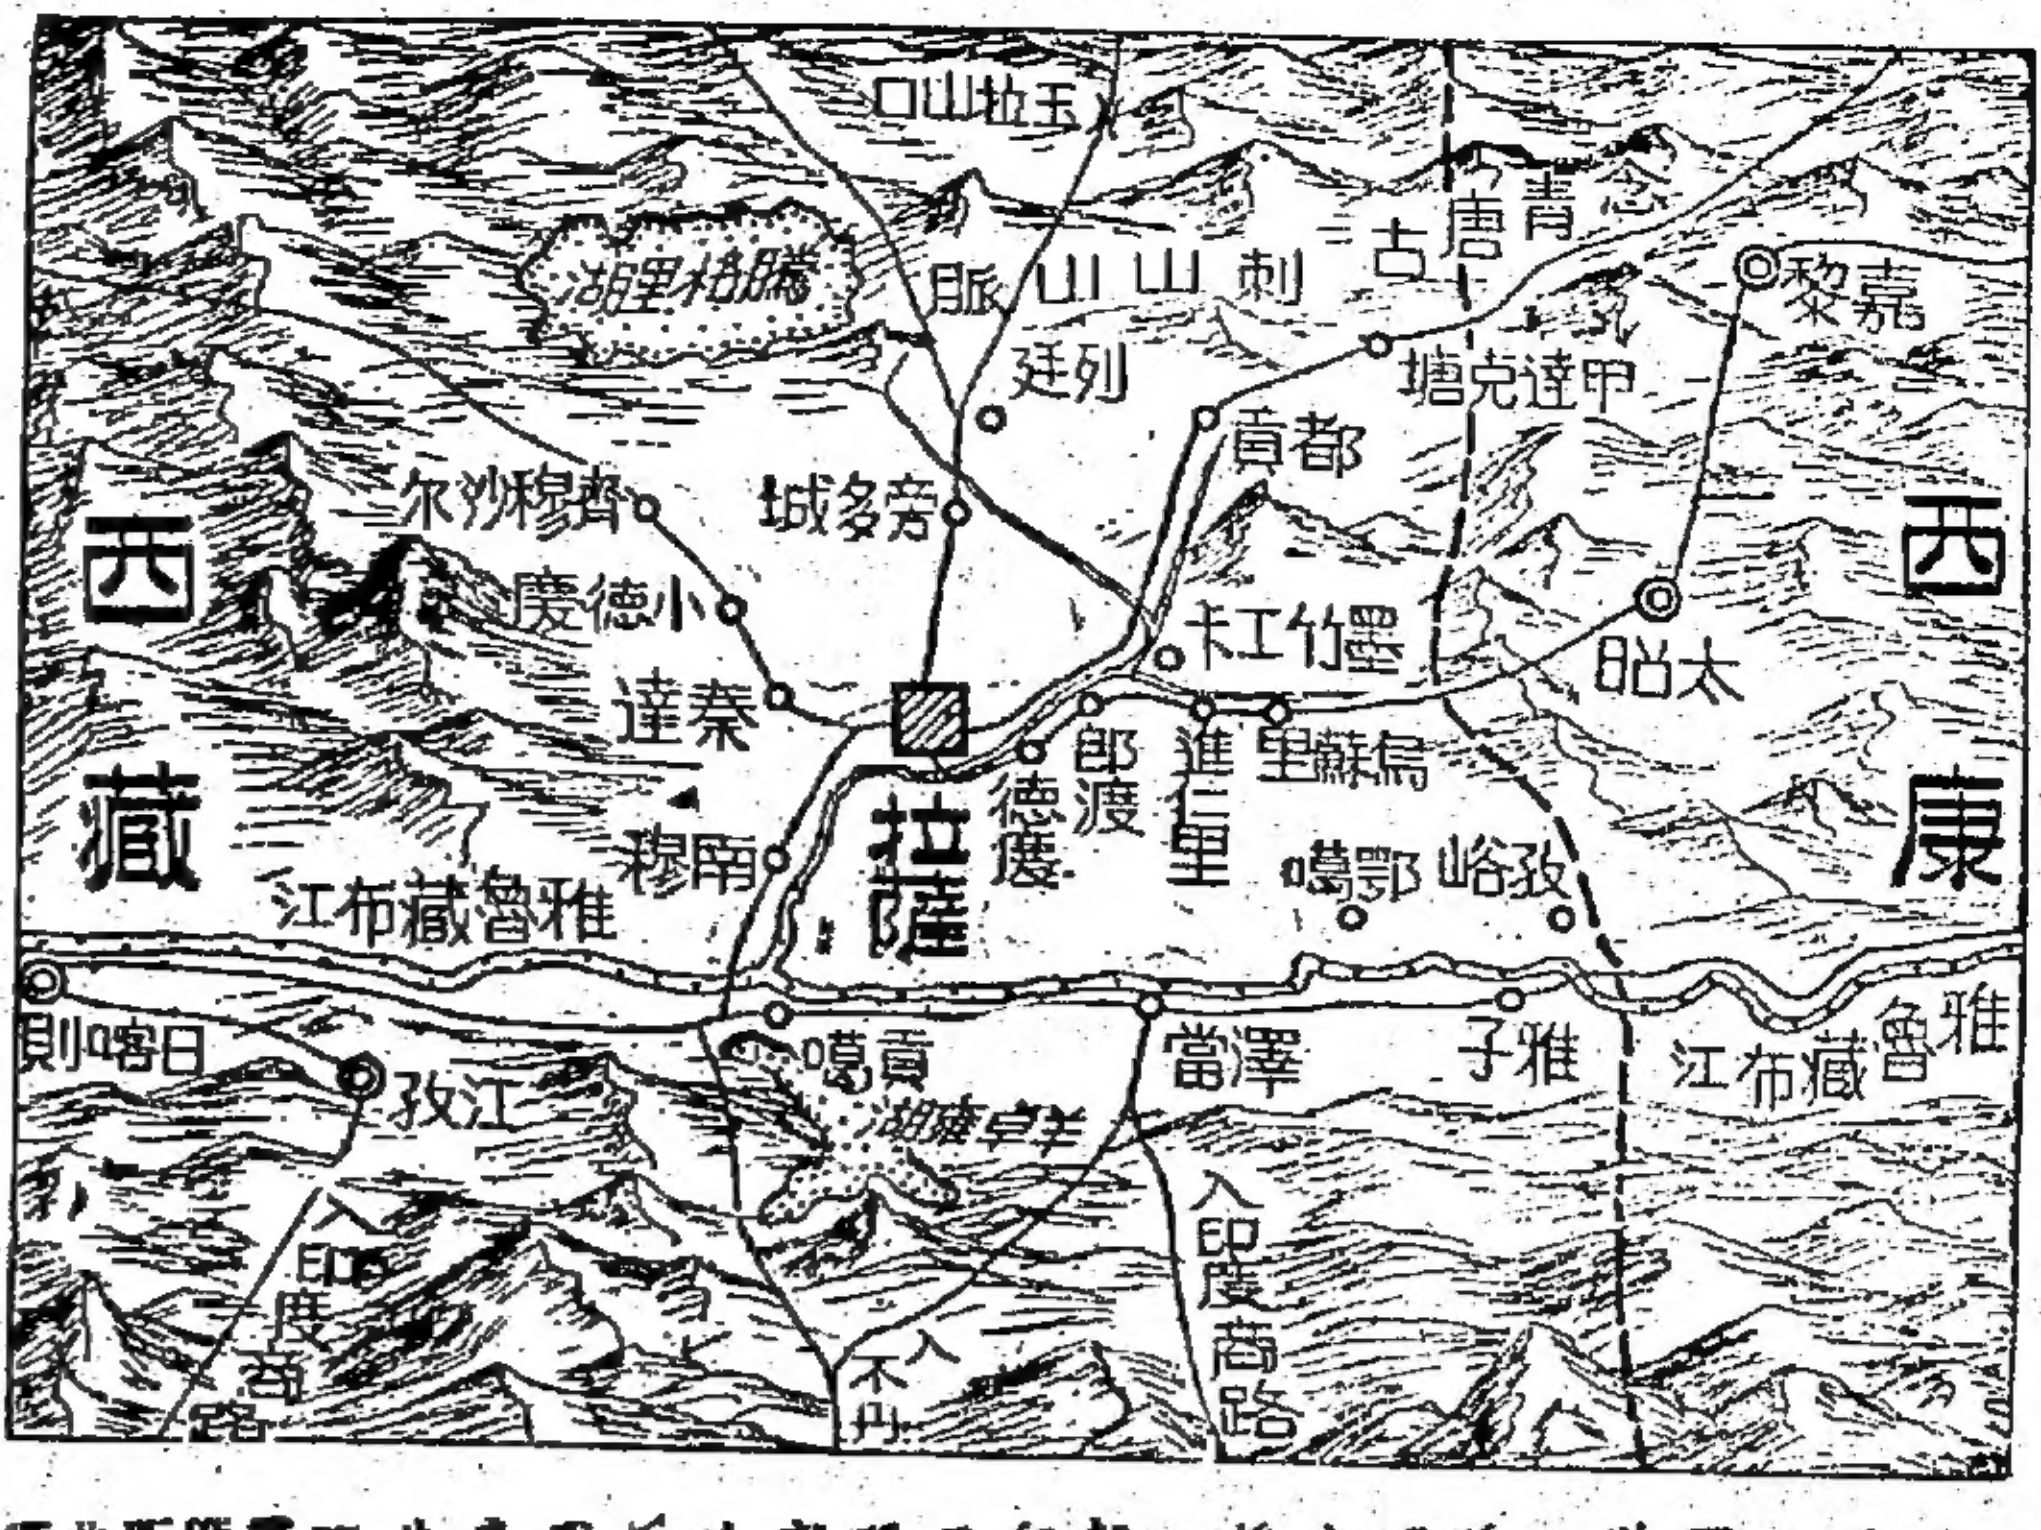 玉拉山口
念青唐古剌山山脈
騰格里湖
嘉黎
列廷
甲達克塘
都貢
齊穆沙尔
旁多城
小德慶
墨竹工卡
太昭
秦達
西藏
西康
拉薩
德慶
郎渡
進仁里
烏蘇里
南穆
鄂噶
孜峪
雅魯藏布江
日喀則
江孜
貢噶
澤當
雅子
雅魯藏布江
羊卓雍湖
入印度商路
入不丹
入印度商路